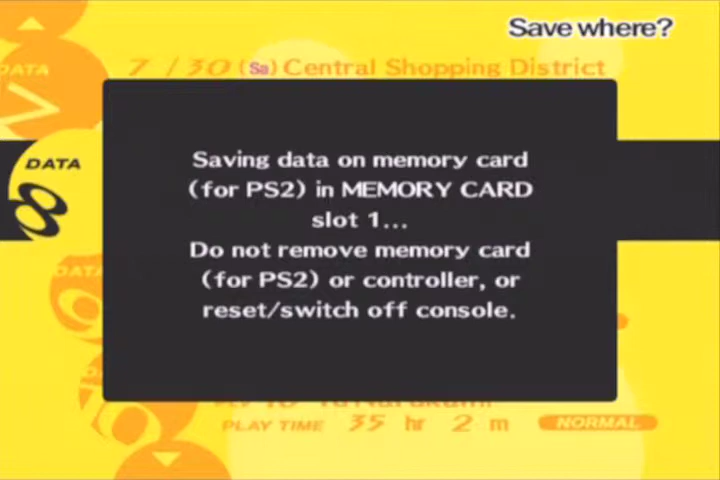 Save where?
DATA
7 / 30 (Sa) Central Shopping District
DATA
8
Saving data on memory card
(for PS2) in MEMORY CARD
slot 1...
Do not remove memory card
(for PS2) or controller, or
reset/switch off console.
DATA
PLAY TIME 35 hr 2 m NORMAL